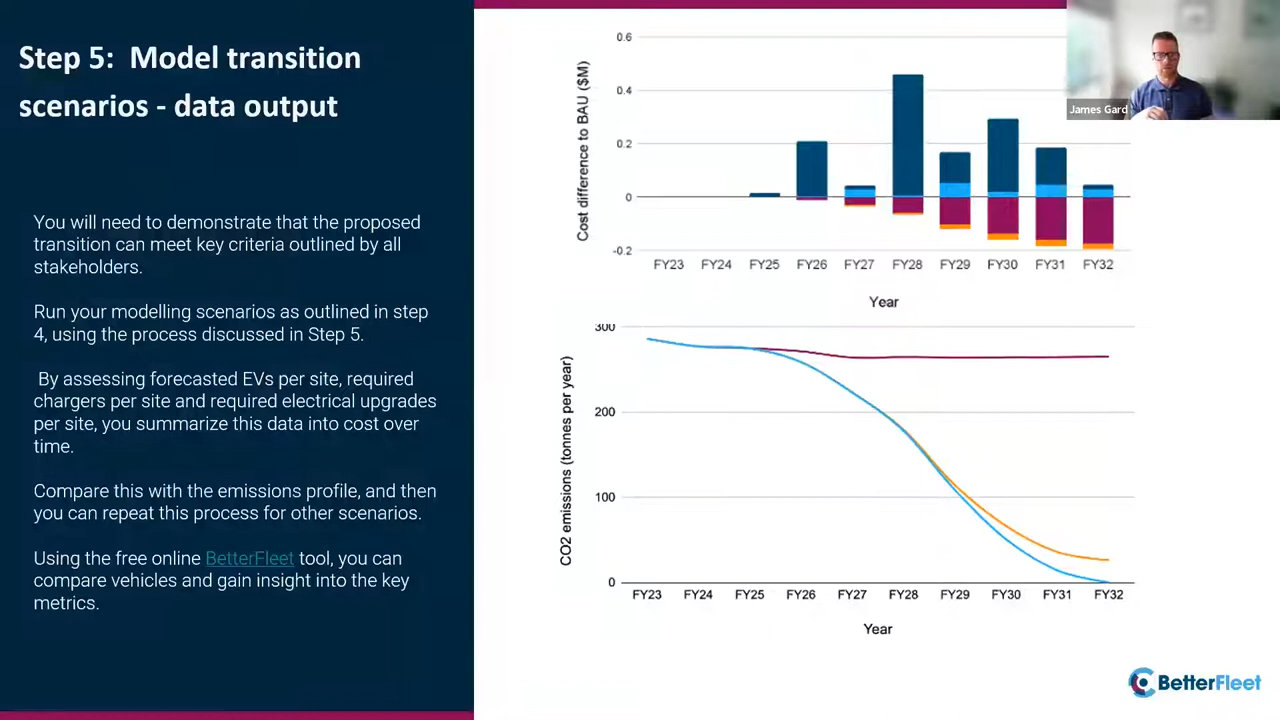 Step 5: Model transition
scenarios - data output
You will need to demonstrate that the proposed
transition can meet key criteria outlined by all
stakeholders.
Run your modelling scenarios as outlined in step
4, using the process discussed in Step 5.
By assessing forecasted EVs per site, required
chargers per site and required electrical upgrades
per site, you summarize this data into cost over
time.
Compare this with the emissions profile, and then
you can repeat this process for other scenarios.
Using the free online BetterFleet tool, you can
compare vehicles and gain insight into the key
metrics.
Cost difference to BAU ($M)
0.6
0.4
0.2
0
-0.2
FY23 FY24 FY25 FY26 FY27 FY28 FY29 FY30 FY31 FY32
Year
CO2 emissions (tonnes per year)
300
200
100
0
FY23 FY24 FY25 FY26 FY27 FY28 FY29 FY30 FY31 FY32
Year
James Gard
BetterFleet